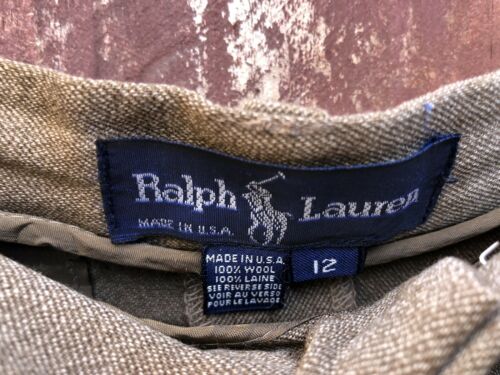 Ralph Lauren
MADE IN U.S.A.
MADE IN U.S.A.
100% WOOL
100% LAINE
SEE REVERSE SIDE
VOIR AU VERSO
POUR LE LAVAGE
12